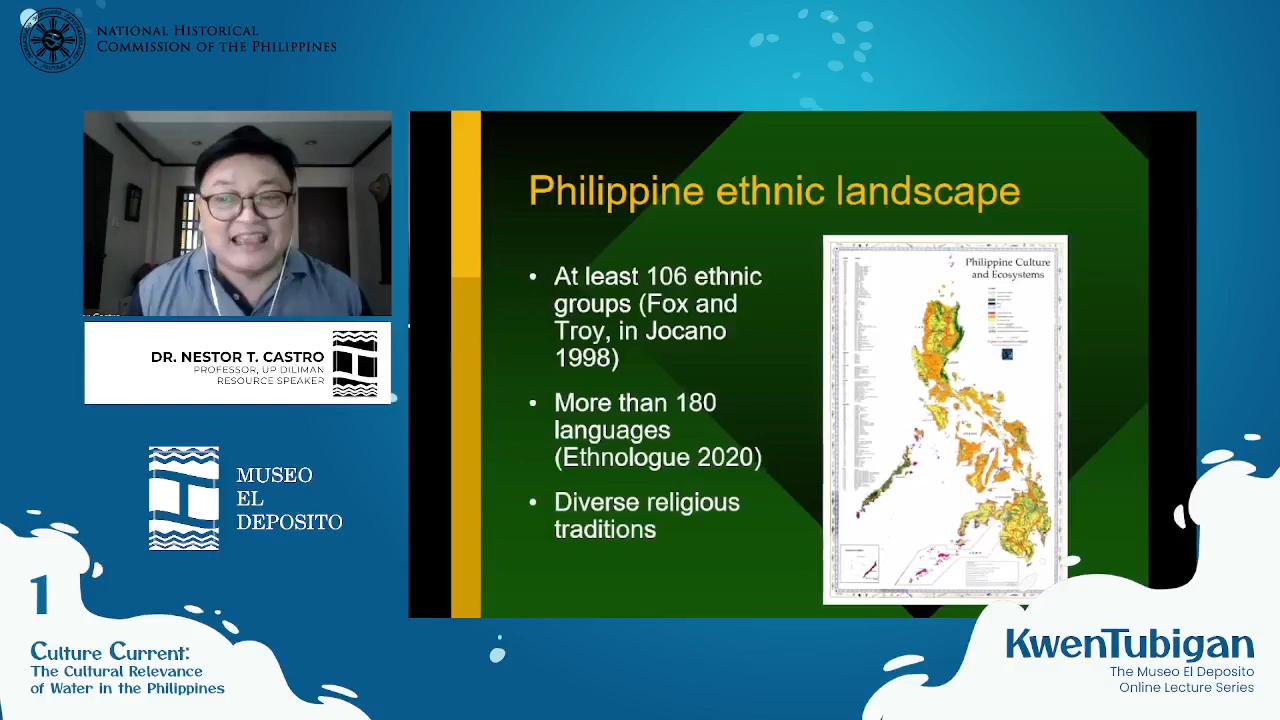 NATIONAL HISTORICAL
COMMISSION OF THE PHILIPPINES
DR. NESTOR T. CASTRO
PROFESSOR, UP DILIMAN
RESOURCE SPEAKER
MUSEO
EL
DEPOSITO
Philippine ethnic landscape
• At least 106 ethnic
groups (Fox and
Troy, in Jocano
1998)
• More than 180
languages
(Ethnologue 2020)
• Diverse religious
traditions
Philippine Culture
and Ecosystems
1
Culture Current:
The Cultural Relevance
of Water in the Philippines
KwenTubigan
The Museo El Deposito
Online Lecture Series